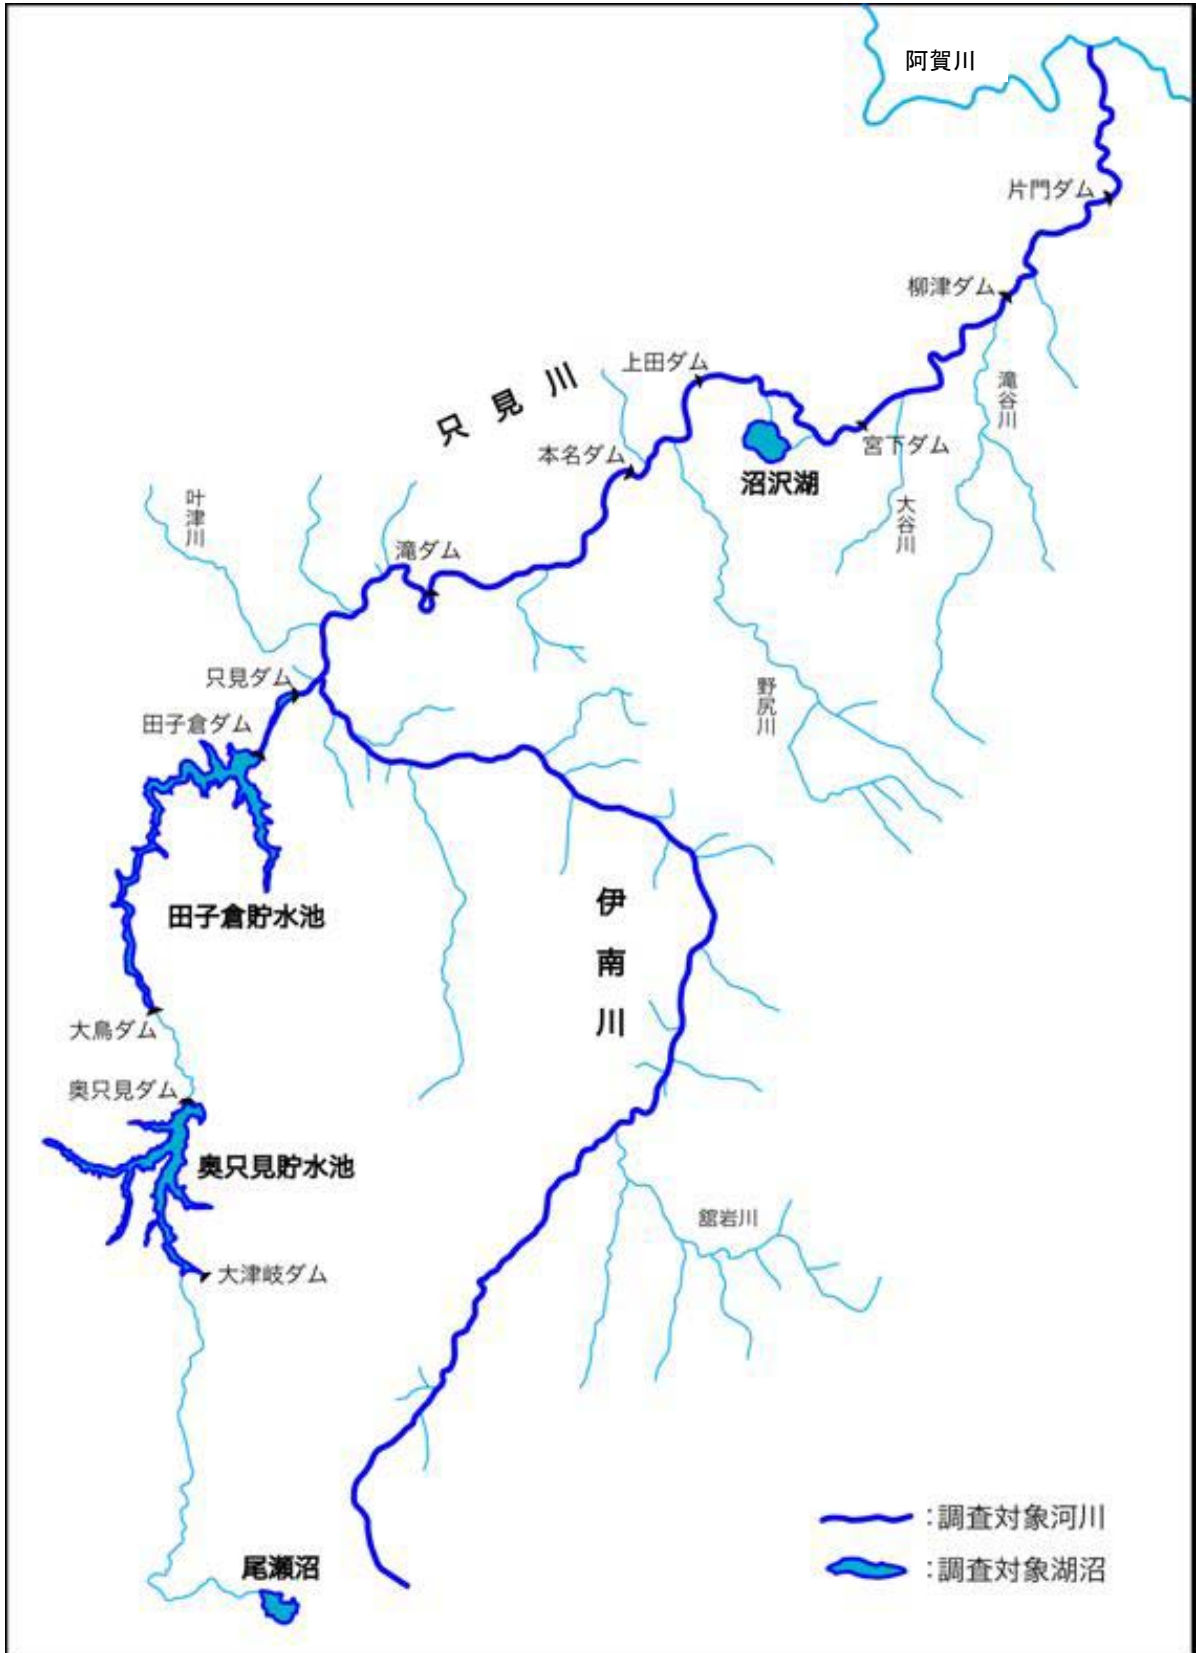 阿賀川
片門ダム
柳津ダム
上田ダム
只見川
滝谷川
本名ダム
宮下ダム
沼沢湖
叶津川
大谷川
滝ダム
只見ダム
野尻川
田子倉ダム
伊南川
田子倉貯水池
大鳥ダム
奥只見ダム
奥只見貯水池
舘岩川
大津岐ダム
:調査対象河川
尾瀬沼
:調査対象湖沼